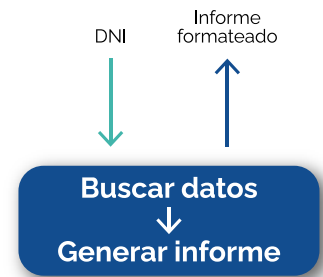 DNI
Informe
formateado
Buscar datos
Generar informe